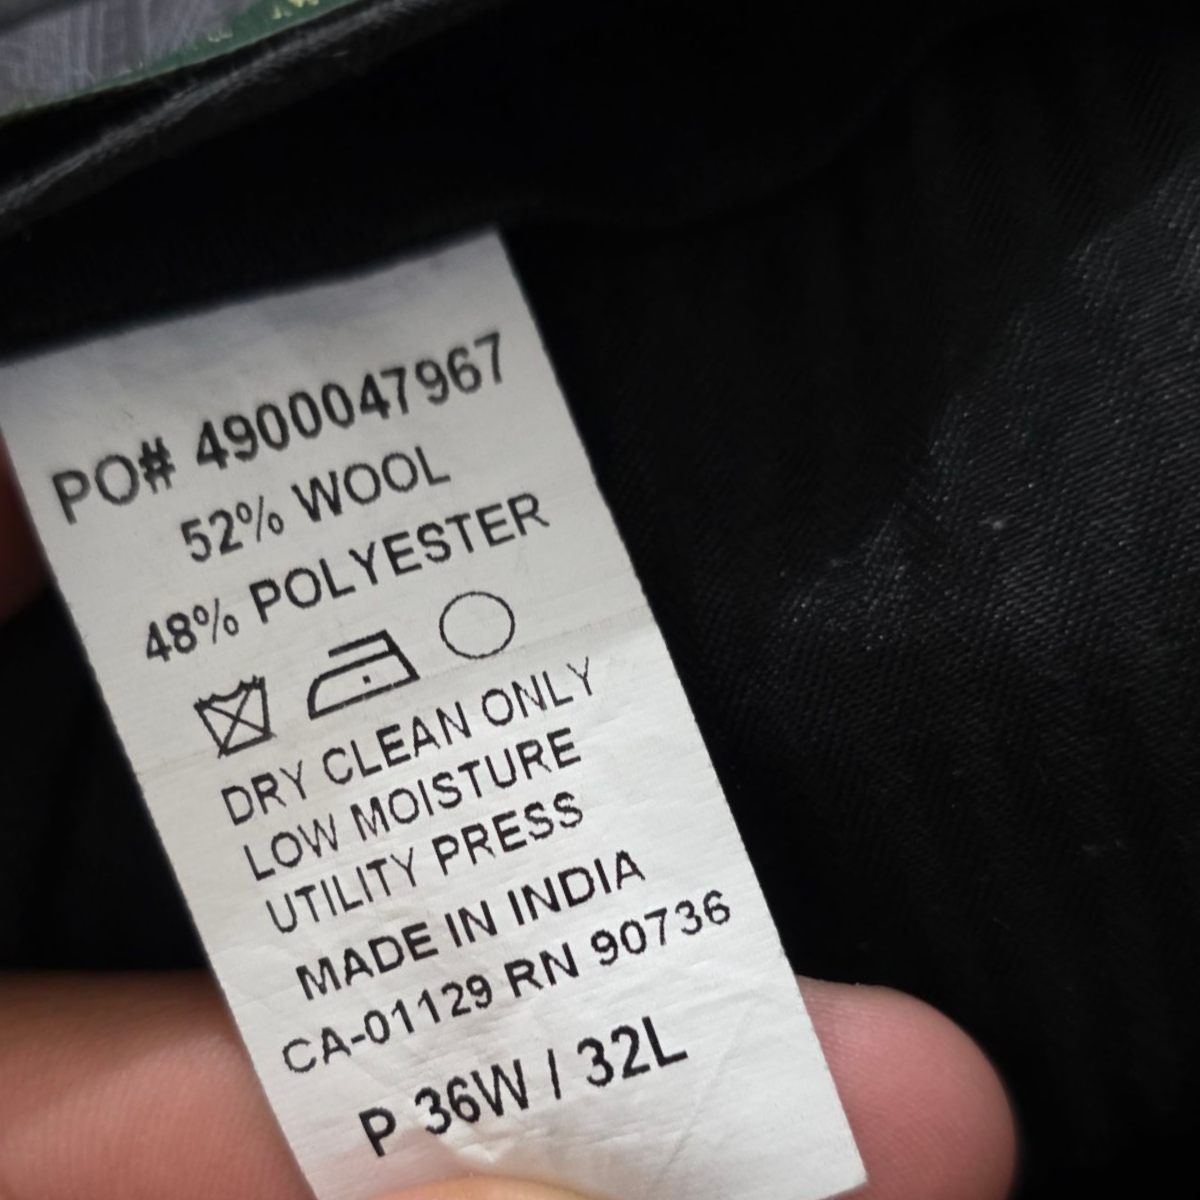 PO# 4900047967
52% WOOL
48% POLYESTER
DRY CLEAN ONLY
LOW MOISTURE
UTILITY PRESS
MADE IN INDIA
CA-01129 RN 90736
P 36W / 32L